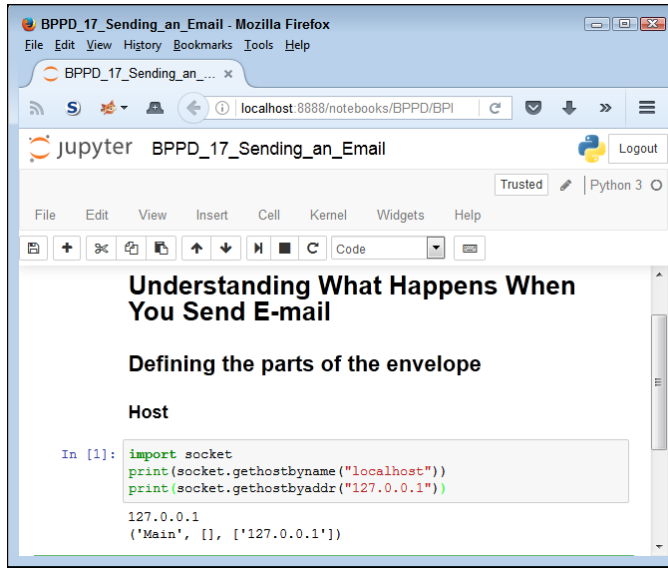 BPPD_17_Sending_an_Email - Mozilla Firefox
File Edit View History Bookmarks Tools Help
BPPD_17_Sending_an_... ×
localhost:8888/notebooks/BPPD/BPI
jupyter BPPD_17_Sending_an_Email Logout
Trusted Python 3
File Edit View Insert Cell Kernel Widgets Help
Code
Understanding What Happens When
You Send E-mail
Defining the parts of the envelope
Host
In [1]: import socket
print(socket.gethostbyname("localhost"))
print(socket.gethostbyaddr("127.0.0.1"))
127.0.0.1
('Main', [], ['127.0.0.1'])